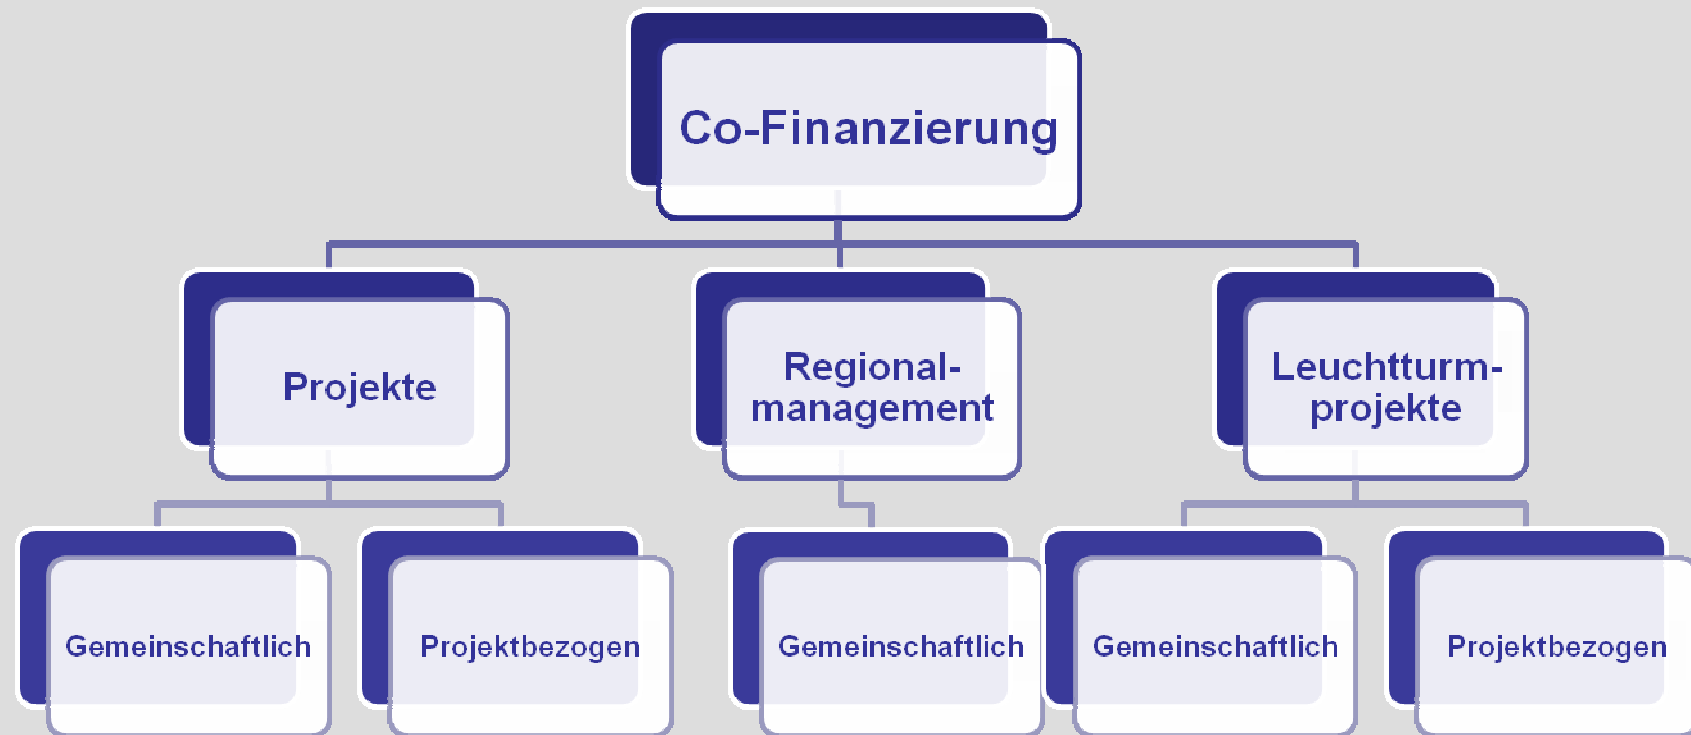 Co-Finanzierung
Projekte
Regional-
management
Leuchtturm-
projekte
Gemeinschaftlich
Projektbezogen
Gemeinschaftlich
Gemeinschaftlich
Projektbezogen